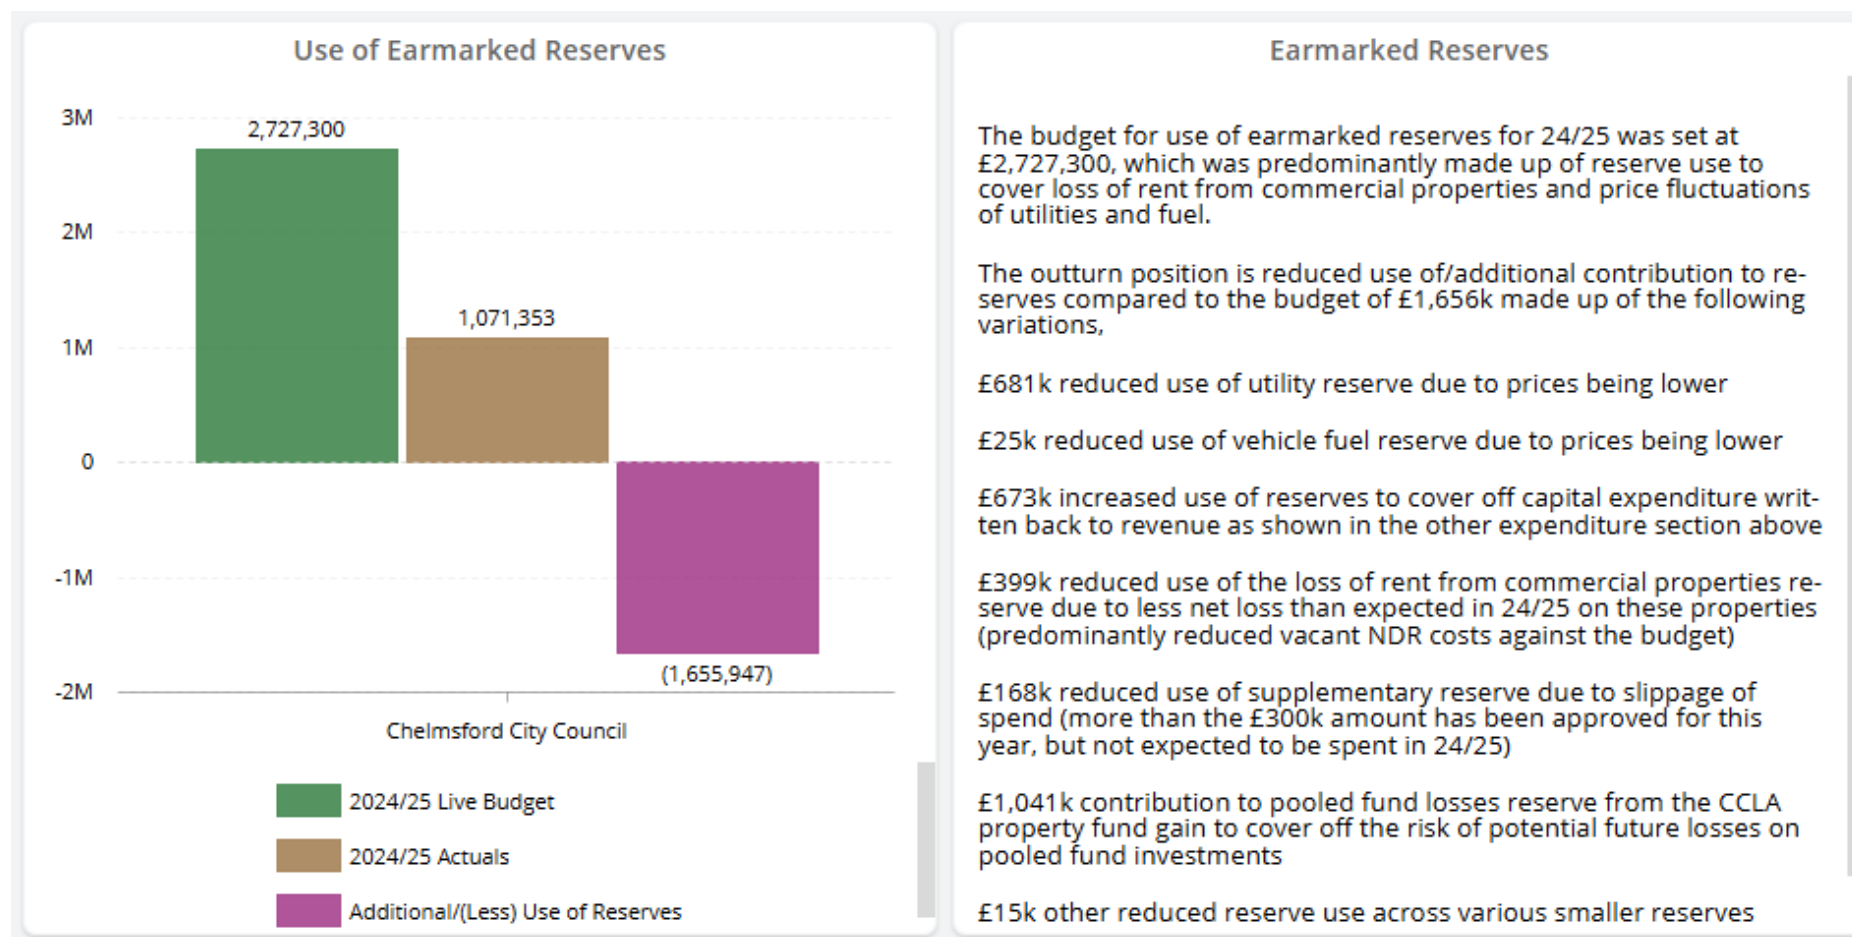 Use of Earmarked Reserves
3M
2,727,300
1,071,353
2M
1M
0
-1M
(1,655,947)
-2M
Chelmsford City Council
2024/25 Live Budget
2024/25 Actuals
Additional/(Less) Use of Reserves
Earmarked Reserves
The budget for use of earmarked reserves for 24/25 was set at
£2,727,300, which was predominantly made up of reserve use to
cover loss of rent from commercial properties and price fluctuations
of utilities and fuel.
The outturn position is reduced use of/additional contribution to re-
serves compared to the budget of £1,656k made up of the following
variations,
£681k reduced use of utility reserve due to prices being lower
£25k reduced use of vehicle fuel reserve due to prices being lower
£673k increased use of reserves to cover off capital expenditure writ-
ten back to revenue as shown in the other expenditure section above
£399k reduced use of the loss of rent from commercial properties re-
serve due to less net loss than expected in 24/25 on these properties
(predominantly reduced vacant NDR costs against the budget)
£168k reduced use of supplementary reserve due to slippage of
spend (more than the £300k amount has been approved for this
year, but not expected to be spent in 24/25)
£1,041k contribution to pooled fund losses reserve from the CCLA
property fund gain to cover off the risk of potential future losses on
pooled fund investments
£15k other reduced reserve use across various smaller reserves